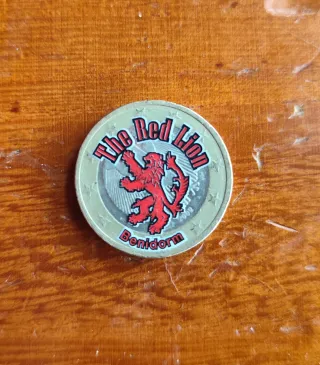 The Red Lion
Benidorm